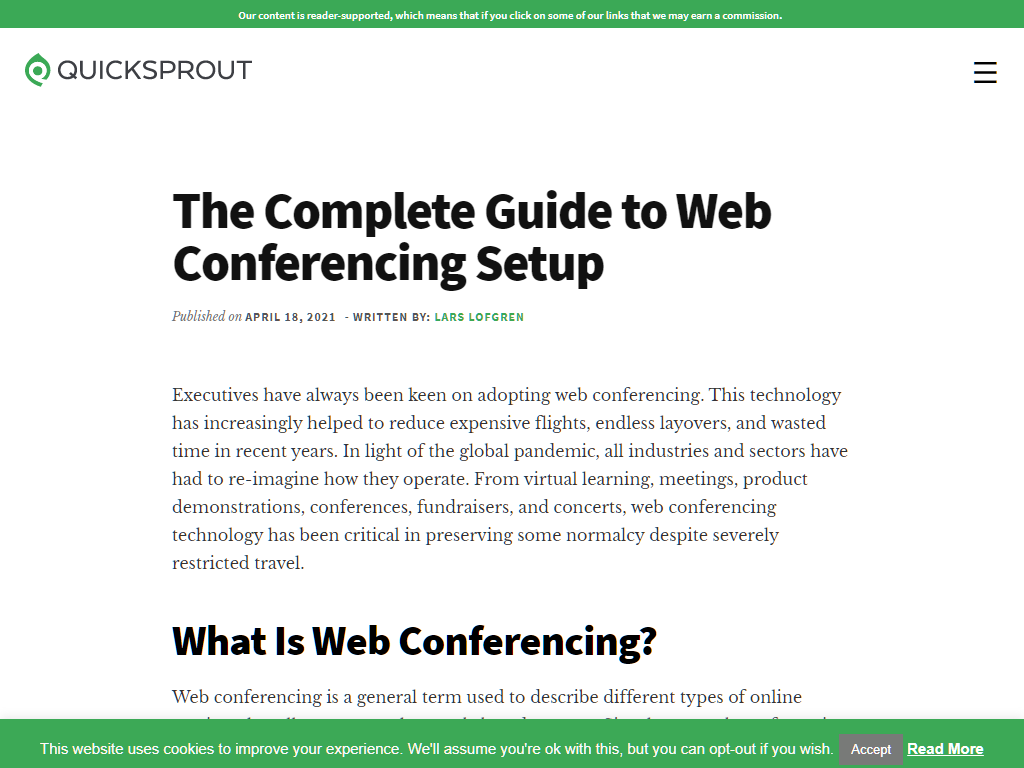 Our content is reader-supported, which means that if you click on some of our links that we may earn a commission.
QUICKSPROUT
The Complete Guide to Web
Conferencing Setup
Published on APRIL 18, 2021 - WRITTEN BY: LARS LOFGREN
Executives have always been keen on adopting web conferencing. This technology
has increasingly helped to reduce expensive flights, endless layovers, and wasted
time in recent years. In light of the global pandemic, all industries and sectors have
had to re-imagine how they operate. From virtual learning, meetings, product
demonstrations, conferences, fundraisers, and concerts, web conferencing
technology has been critical in preserving some normalcy despite severely
restricted travel.
What Is Web Conferencing?
Web conferencing is a general term used to describe different types of online
This website uses cookies to improve your experience. We'll assume you're ok with this, but you can opt-out if you wish. Accept Read More